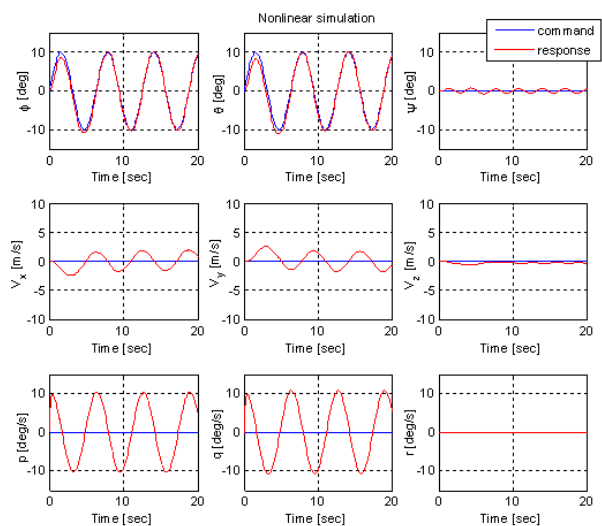 Nonlinear simulation
command
response
ϕ [deg]
10
0
-10
0
10
20
Time [sec]
θ [deg]
10
0
-10
0
10
20
Time [sec]
Ψ [deg]
10
0
-10
0
10
20
Time [sec]
Vx [m/s]
10
5
0
-5
-10
0
10
20
Time [sec]
Vy [m/s]
10
5
0
-5
-10
0
10
20
Time [sec]
Vz [m/s]
10
5
0
-5
-10
0
10
20
Time [sec]
p [deg/s]
10
0
-10
0
10
20
Time [sec]
q [deg/s]
10
0
-10
0
10
20
Time [sec]
r [deg/s]
10
0
-10
0
10
20
Time [sec]